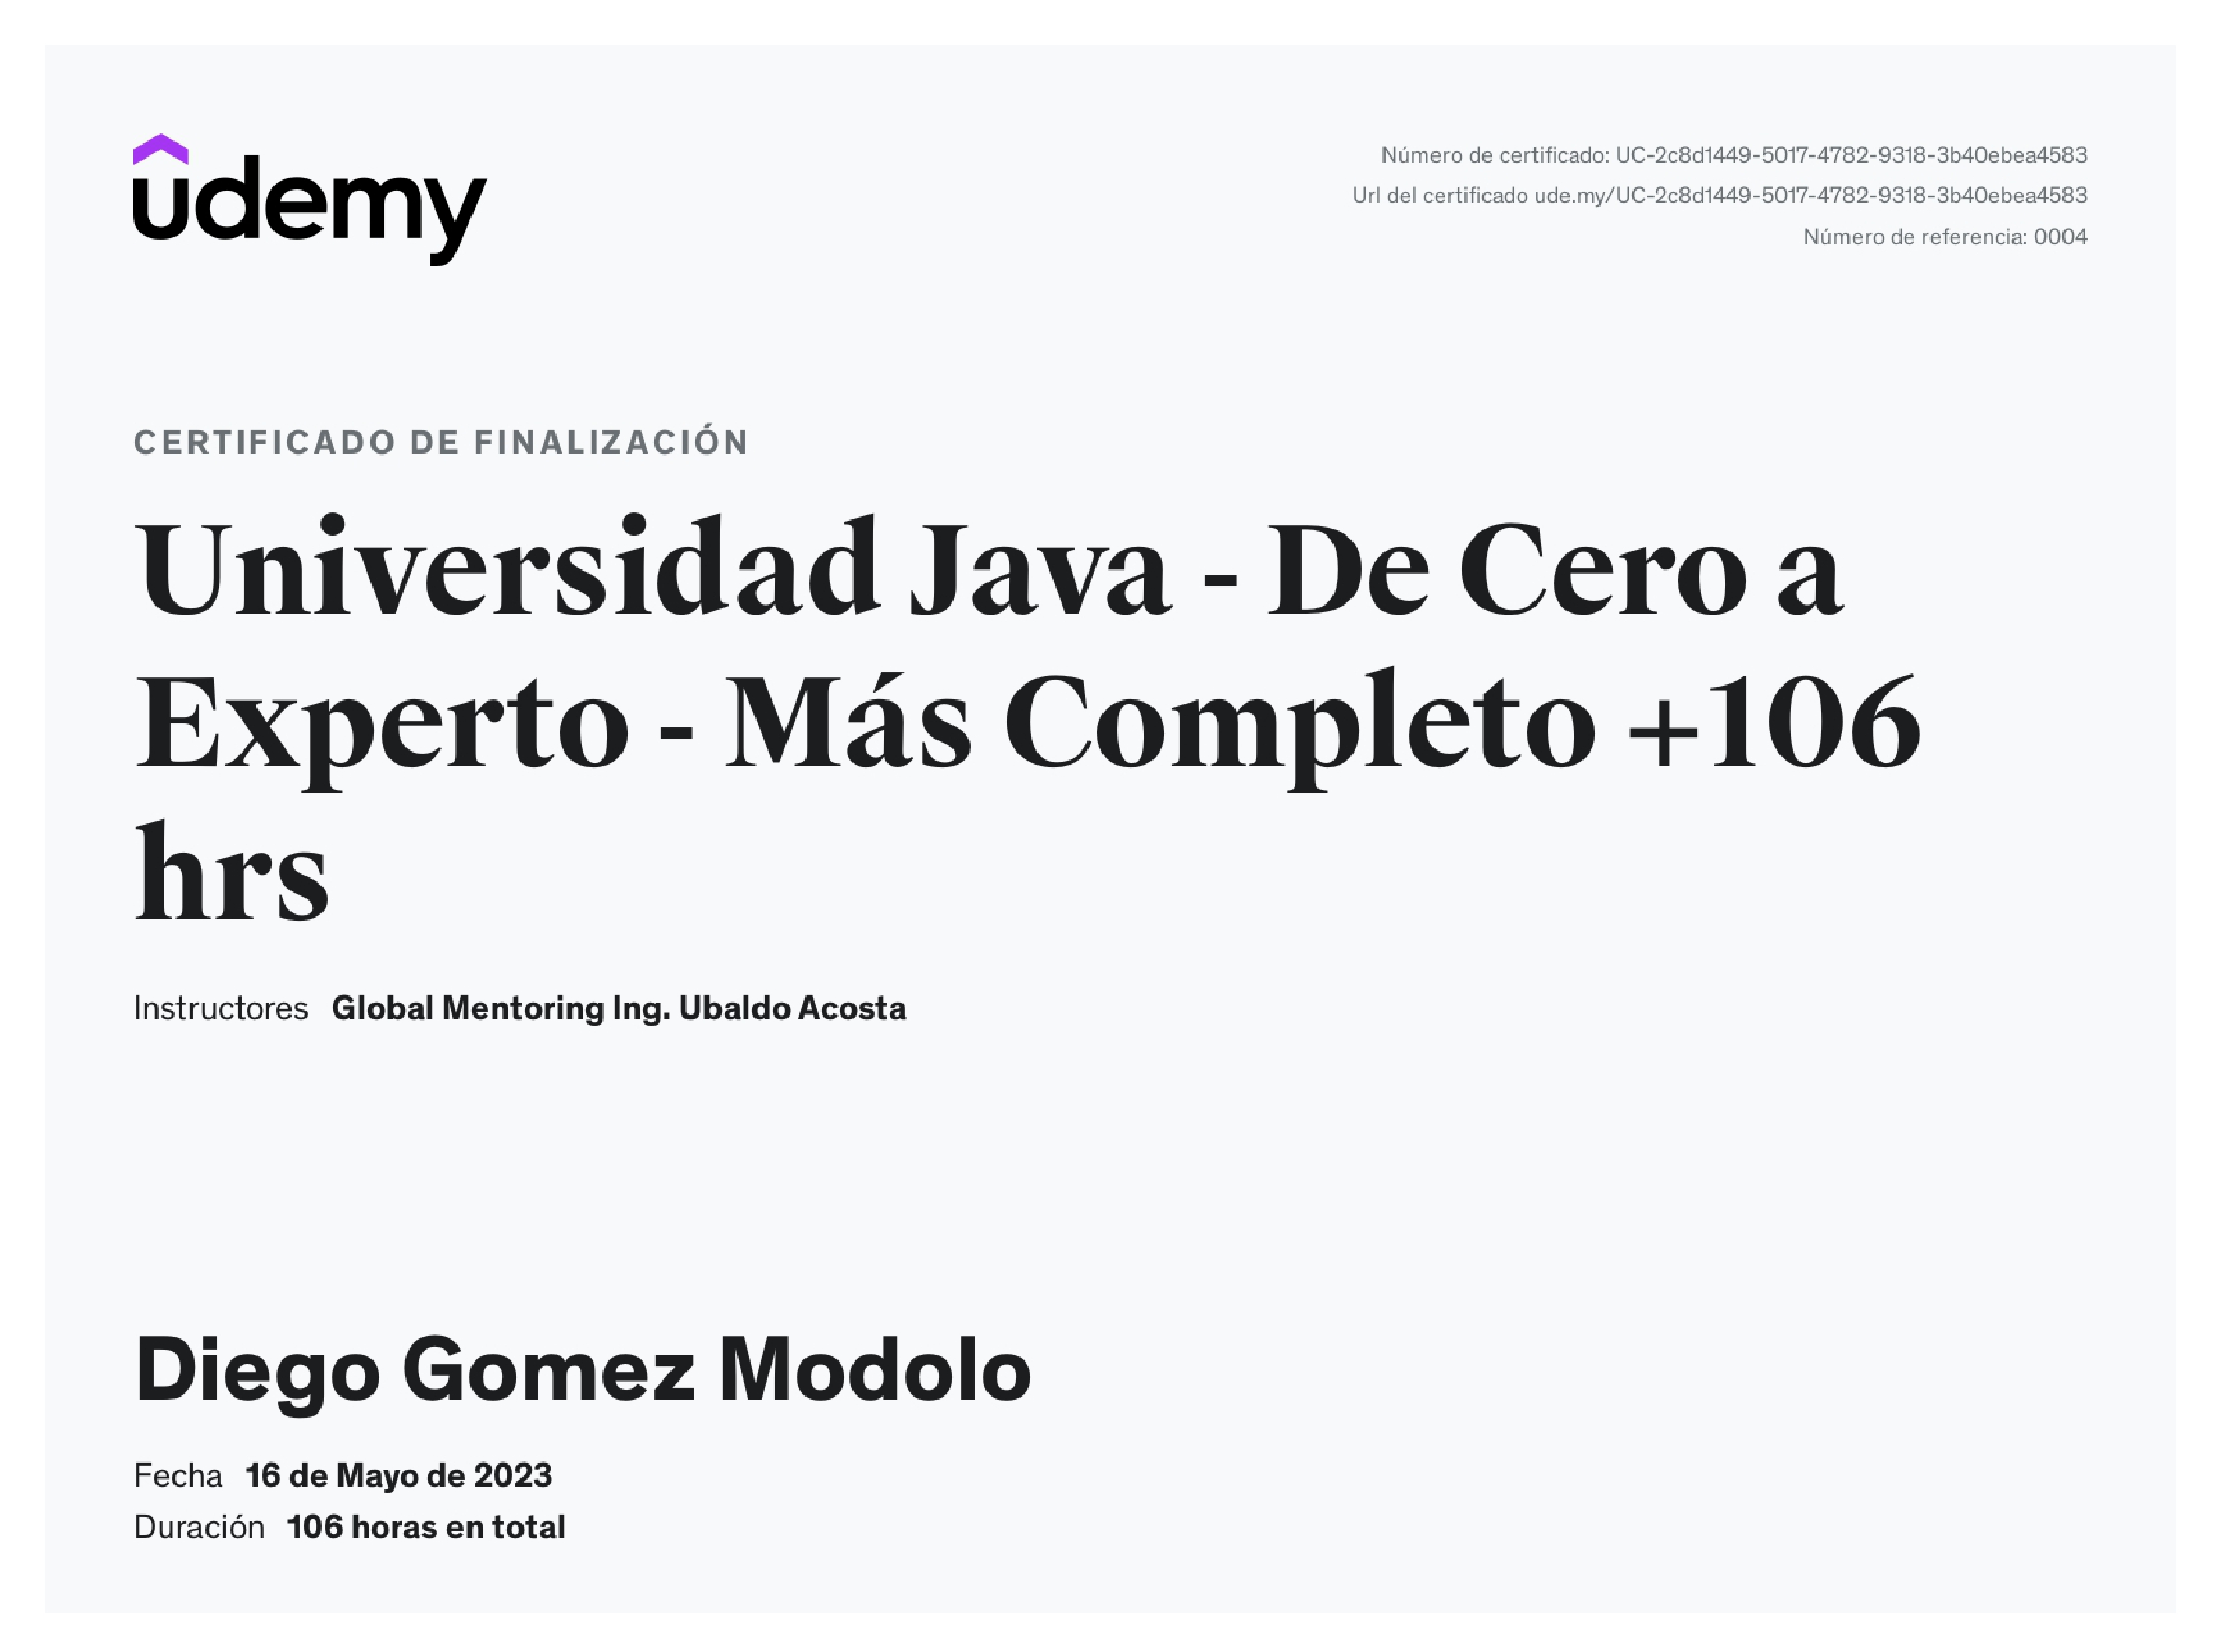 udemy
Número de certificado: UC-2c8d1449-5017-4782-9318-3b40ebea4583
Url del certificado ude.my/UC-2c8d1449-5017-4782-9318-3b40ebea4583
Número de referencia: 0004
CERTIFICADO DE FINALIZACIÓN
Universidad Java - De Cero a
Experto - Más Completo +106
hrs
Instructores Global Mentoring Ing. Ubaldo Acosta
Diego Gomez Modolo
Fecha 16 de Mayo de 2023
Duración 106 horas en total